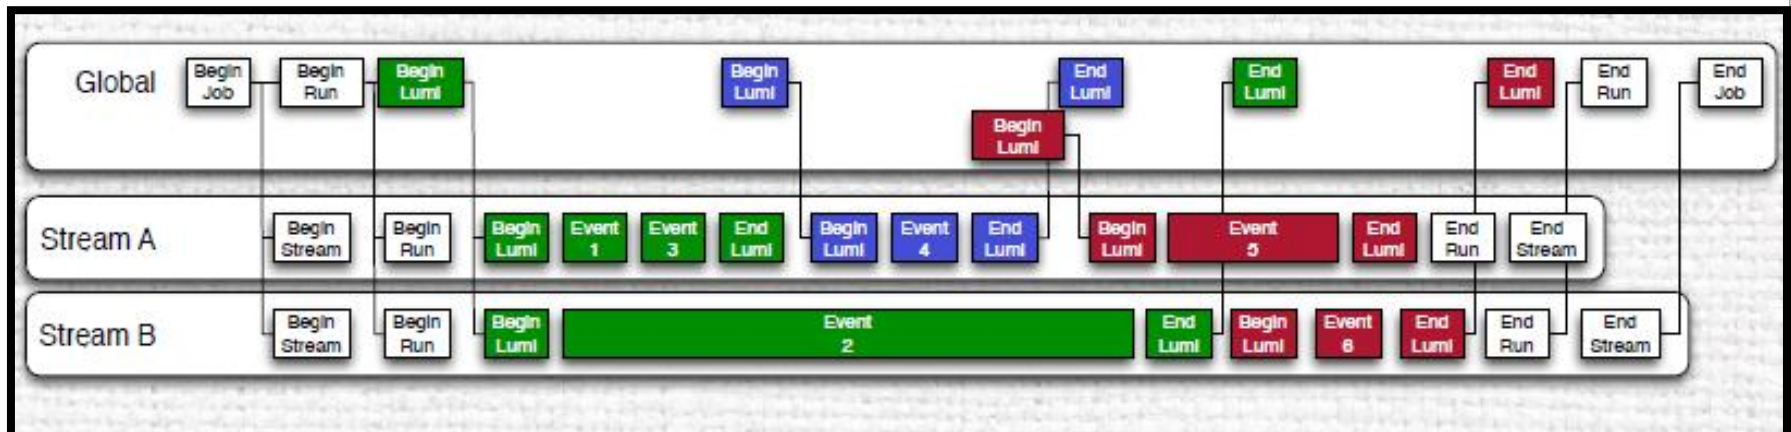 Global
Begin
Job
Begin
Run
Begin
Lumi
Begin
Lumi
Begin
Lumi
End
Lumi
End
Lumi
End
Lumi
End
Run
End
Job
Stream A
Begin
Stream
Begin
Run
Begin
Lumi
Event
1
Event
3
End
Lumi
Begin
Lumi
Event
4
End
Lumi
Begin
Lumi
Event
5
End
Lumi
End
Run
End
Stream
Stream B
Begin
Stream
Begin
Run
Begin
Lumi
Event
2
End
Lumi
Begin
Lumi
Event
6
End
Lumi
End
Run
End
Stream